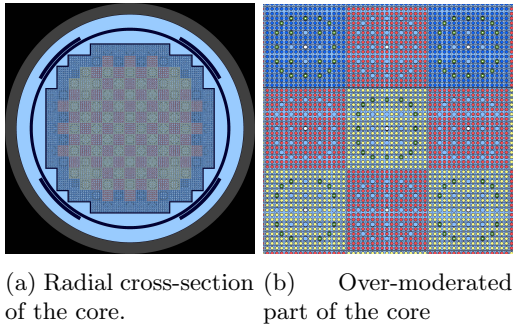 (a) Radial cross-section
of the core.
(b) Over-moderated
part of the core